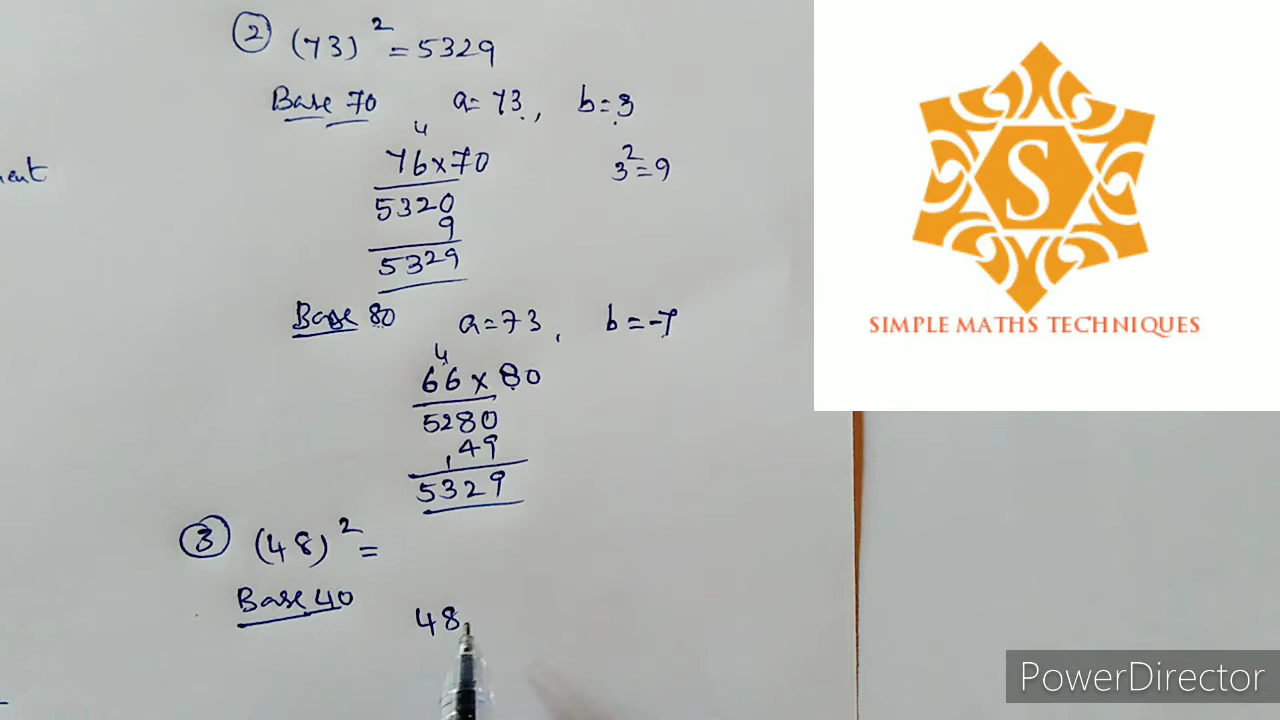 ② (73)² = 5329
Base 70 a = 73, b = 3
4
76 x 70 3² = 9
5320
9
5329
Base 80 a = 73, b = -7
4
66 x 80
5280
49
5329
③ (48)² =
Base 40
48
S
SIMPLE MATHS TECHNIQUES
PowerDirector